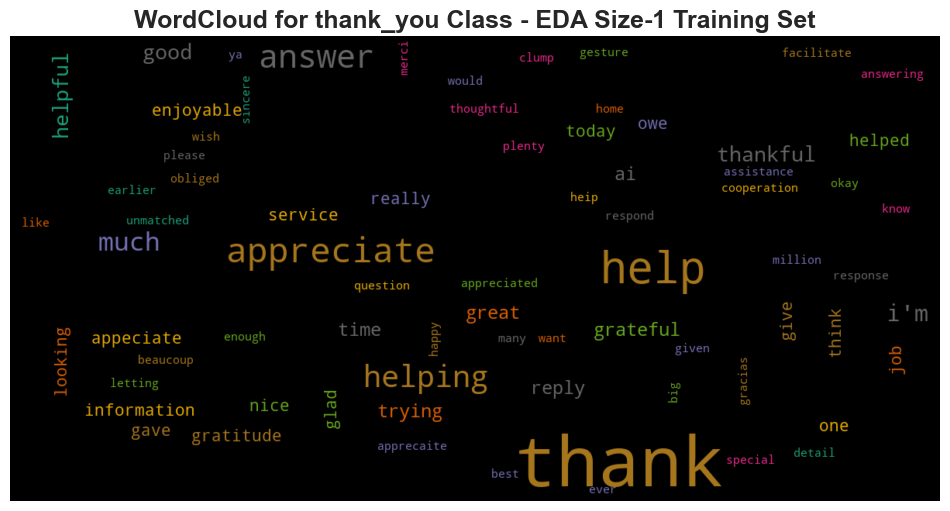 WordCloud for thank_you Class - EDA Size-1 Training Set
good ya answer merci clump gesture facilitate
helpful would answering
enjoyable sincere thoughtful home
wish today owe
please plenty thankful helped
obliged ai assistance
earlier really heip cooperation okay
like unmatched service respond know
much appreciate help million
question appreciated response
great give think i'm
appeciate enough time happy many want grateful given
looking beaucoup job
letting helping reply big gracias
information nice glad trying one
gave gratitude apprecaite thank special detail
best ever